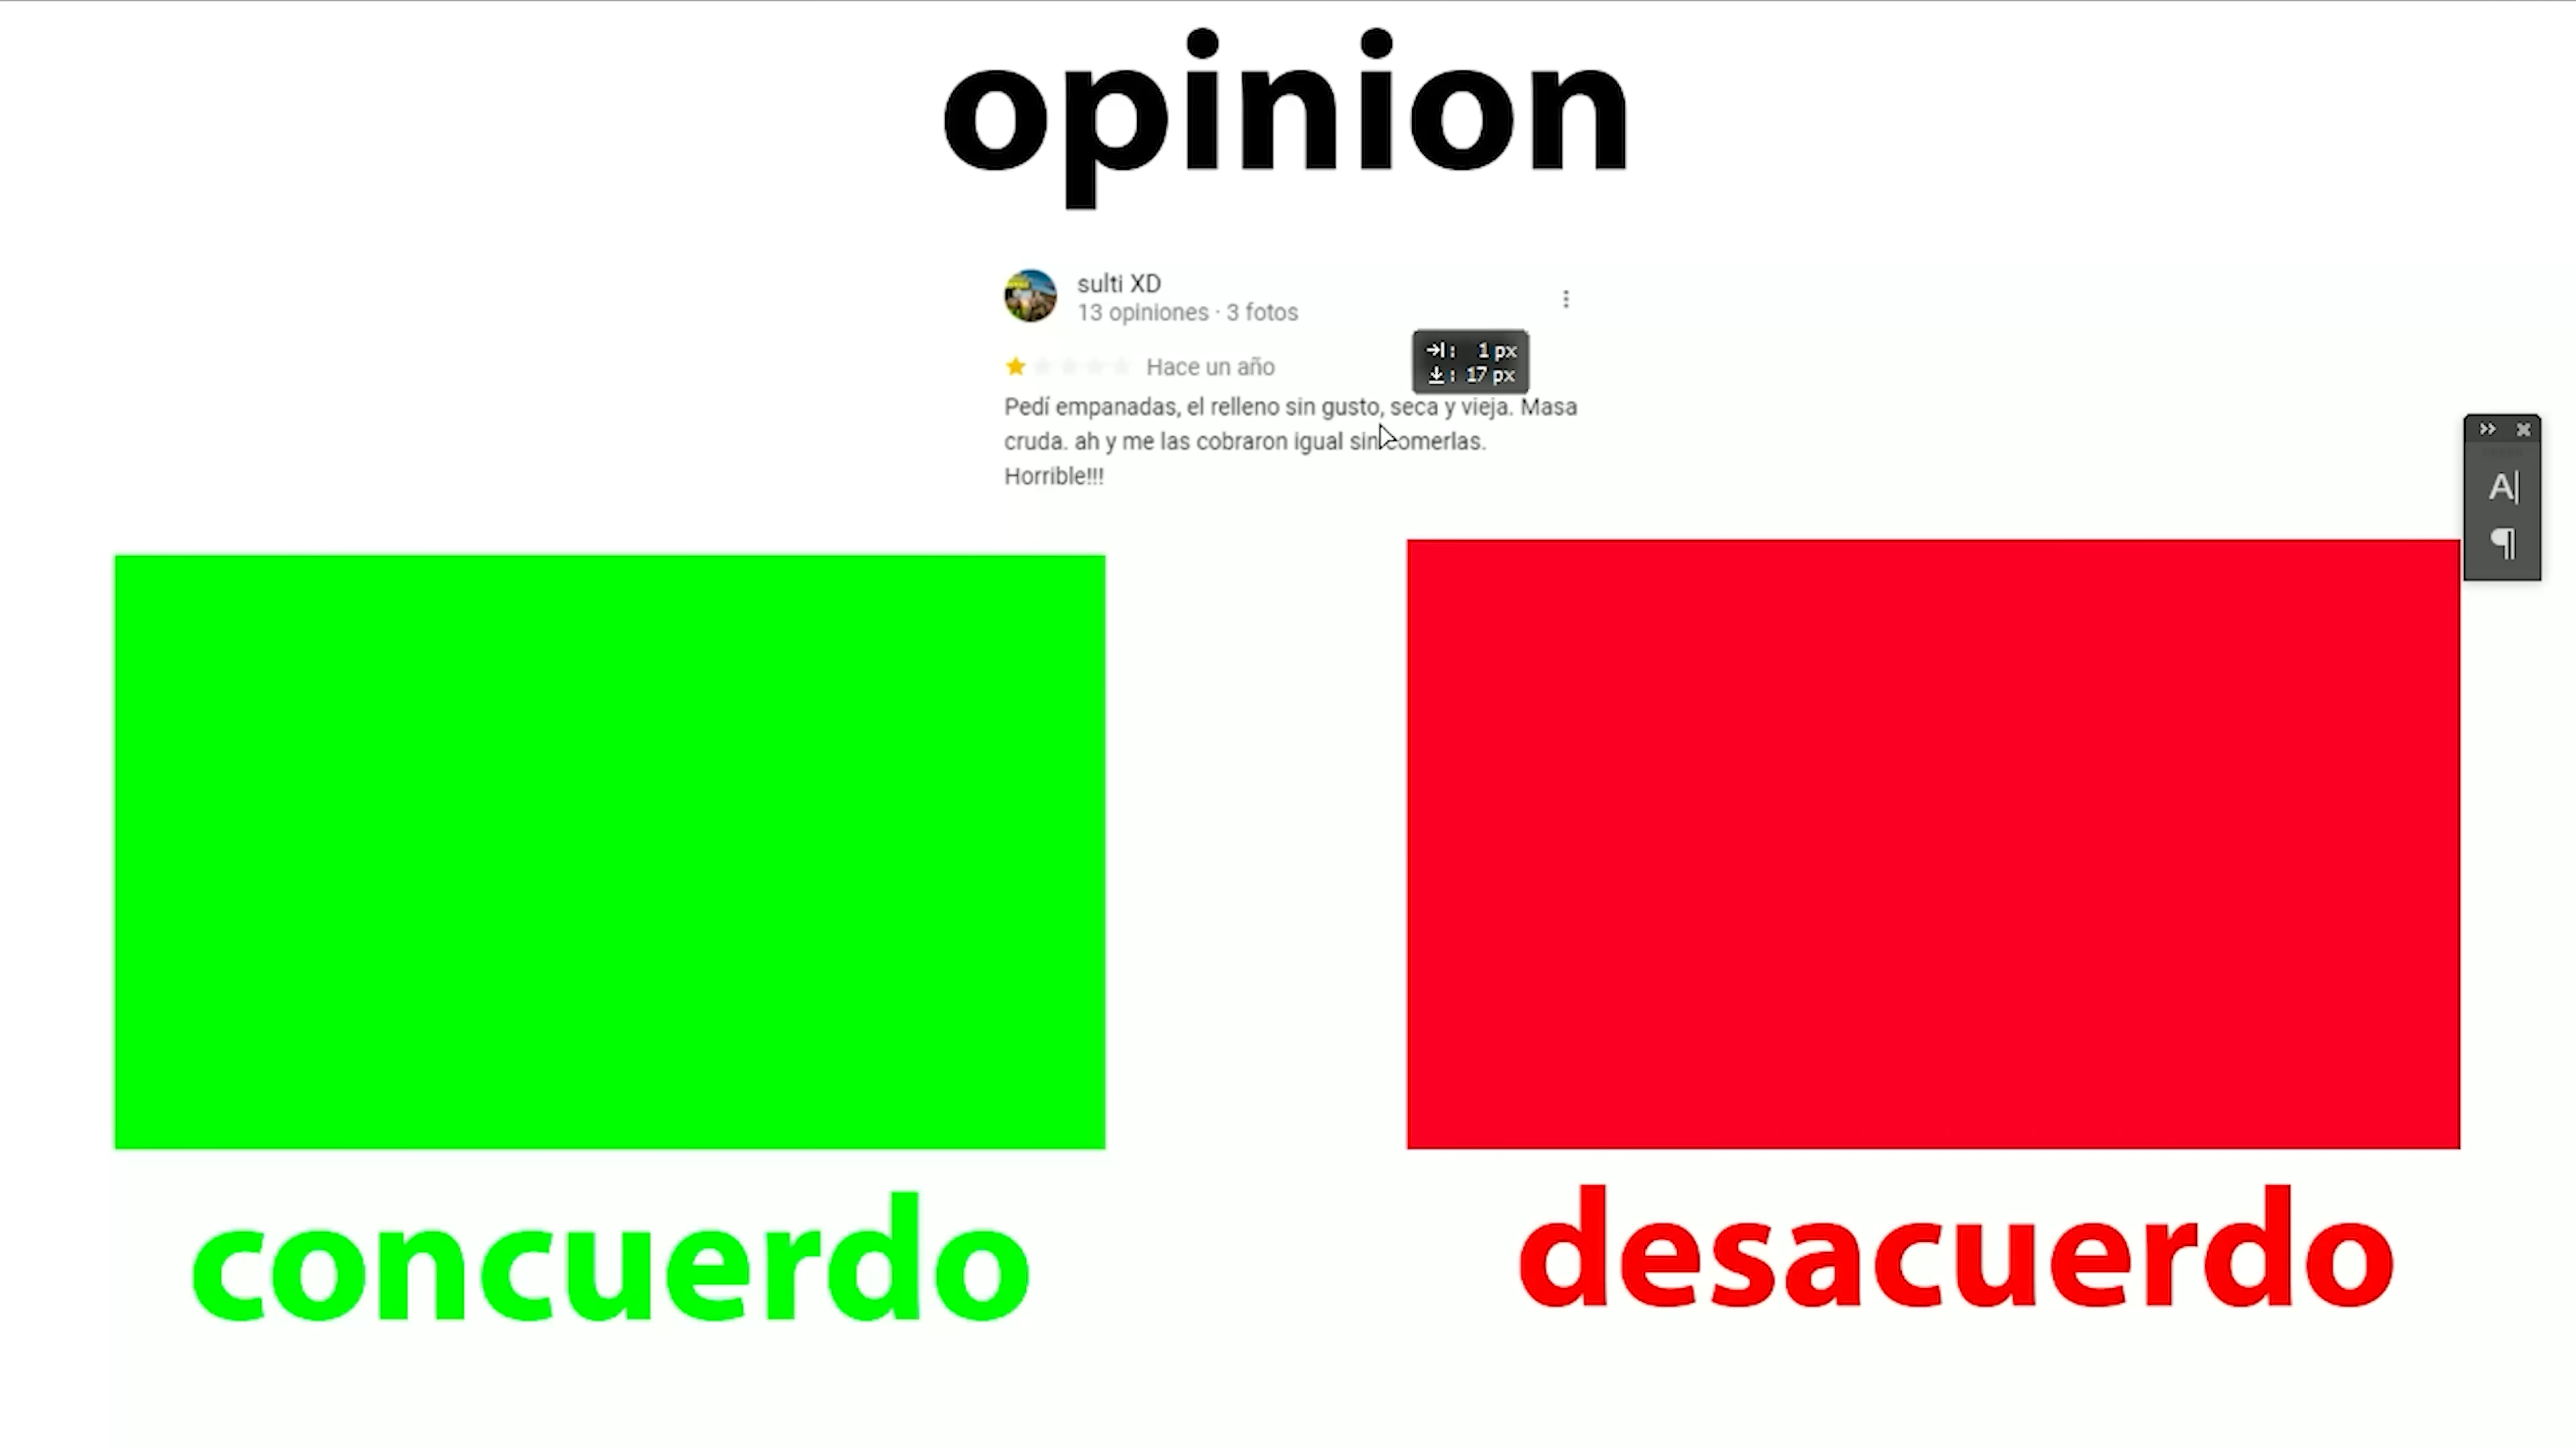 opinion
sulti XD
13 opiniones · 3 fotos
Hace un año
1 px
17 px
Pedí empanadas, el relleno sin gusto, seca y vieja. Masa
cruda. ah y me las cobraron igual sin comerlas.
Horrible!!!
A
¶
concuerdo
desacuerdo